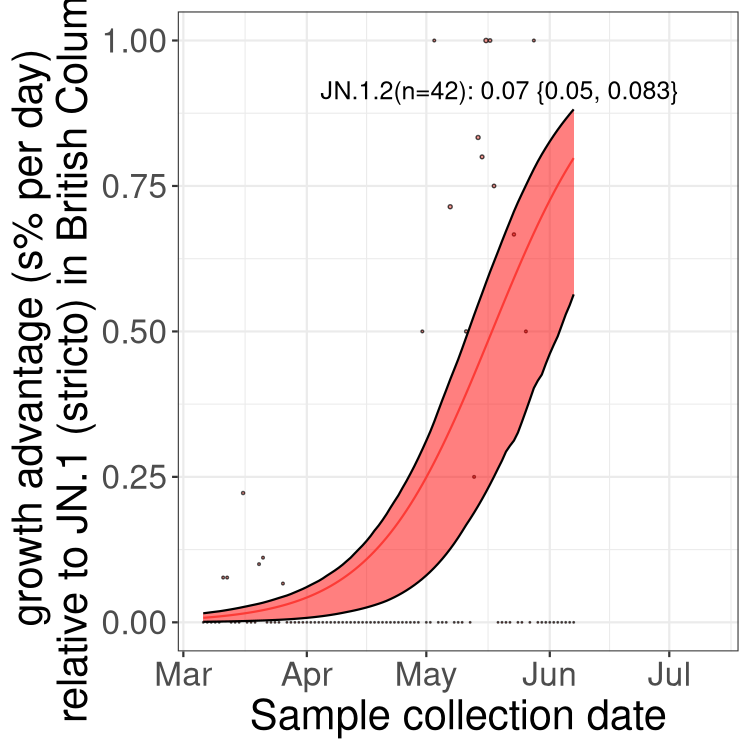 growth advantage (s% per day)
relative to JN.1 (stricto) in British Colum
1.00
0.75
0.50
0.25
0.00
JN.1.2(n=42): 0.07 {0.05, 0.083}
Mar Apr May Jun Jul
Sample collection date